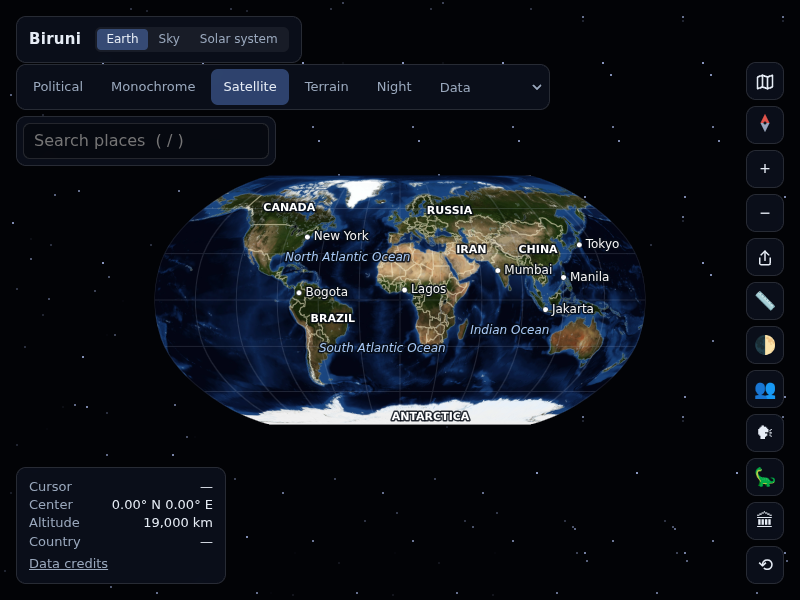 Biruni Earth Sky Solar system
Political Monochrome Satellite Terrain Night Data
Search places ( / )
CANADA
RUSSIA
New York
Tokyo
North Atlantic Ocean
IRAN
CHINA
Mumbai
Manila
Bogota
Lagos
Jakarta
BRAZIL
Indian Ocean
South Atlantic Ocean
ANTARCTICA
Cursor —
Center 0.00° N 0.00° E
Altitude 19,000 km
Country —
Data credits